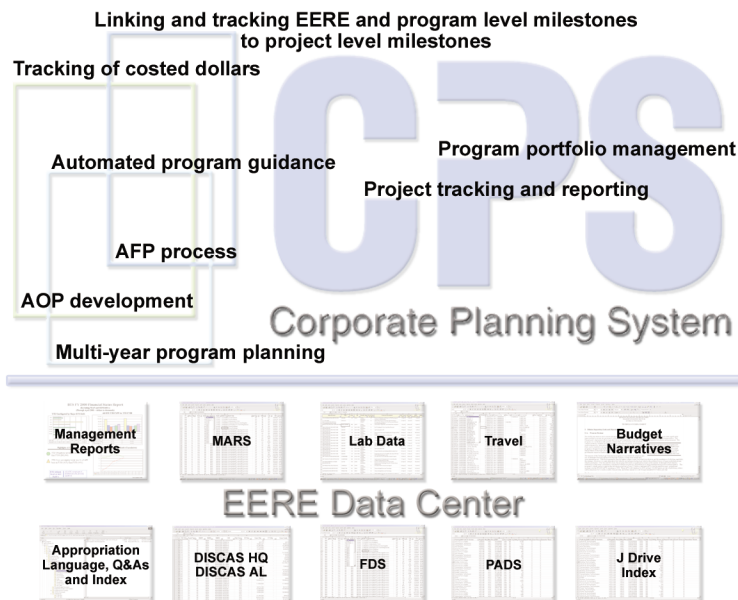 Linking and tracking EERE and program level milestones
to project level milestones
Tracking of costed dollars
CPS
Program portfolio management
Automated program guidance
Project tracking and reporting
AFP process
AOP development
Corporate Planning System
Multi-year program planning
Management
Reports
MARS
Lab Data
Travel
Budget
Narratives
EERE Data Center
Appropriation
Language, Q&As
and Index
DISCAS HQ
DISCAS AL
FDS
PADS
J Drive
Index